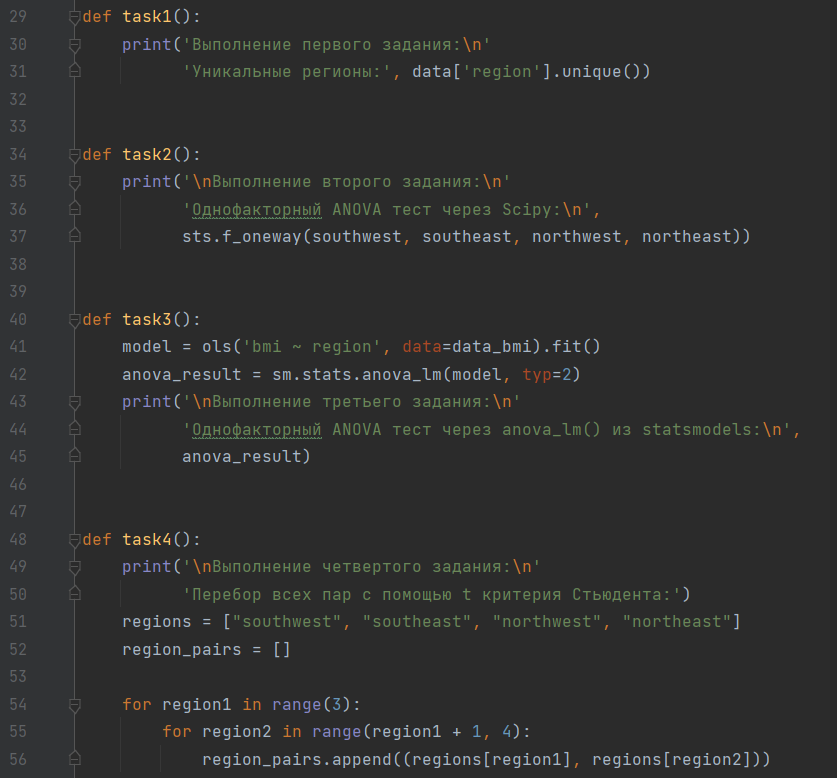 29 def task1():
30     print('Выполнение первого задания:\n'
31           'Уникальные регионы:', data['region'].unique())
32
33
34 def task2():
35     print('\nВыполнение второго задания:\n'
36           'Однофакторный ANOVA тест через Scipy:\n',
37           sts.f_oneway(southwest, southeast, northwest, northeast))
38
39
40 def task3():
41     model = ols('bmi ~ region', data=data_bmi).fit()
42     anova_result = sm.stats.anova_lm(model, typ=2)
43     print('\nВыполнение третьего задания:\n'
44           'Однофакторный ANOVA тест через anova_lm() из statsmodels:\n',
45           anova_result)
46
47
48 def task4():
49     print('\nВыполнение четвертого задания:\n'
50           'Перебор всех пар с помощью t критерия Стьюдента:')
51     regions = ["southwest", "southeast", "northwest", "northeast"]
52     region_pairs = []
53
54     for region1 in range(3):
55         for region2 in range(region1 + 1, 4):
56             region_pairs.append((regions[region1], regions[region2]))